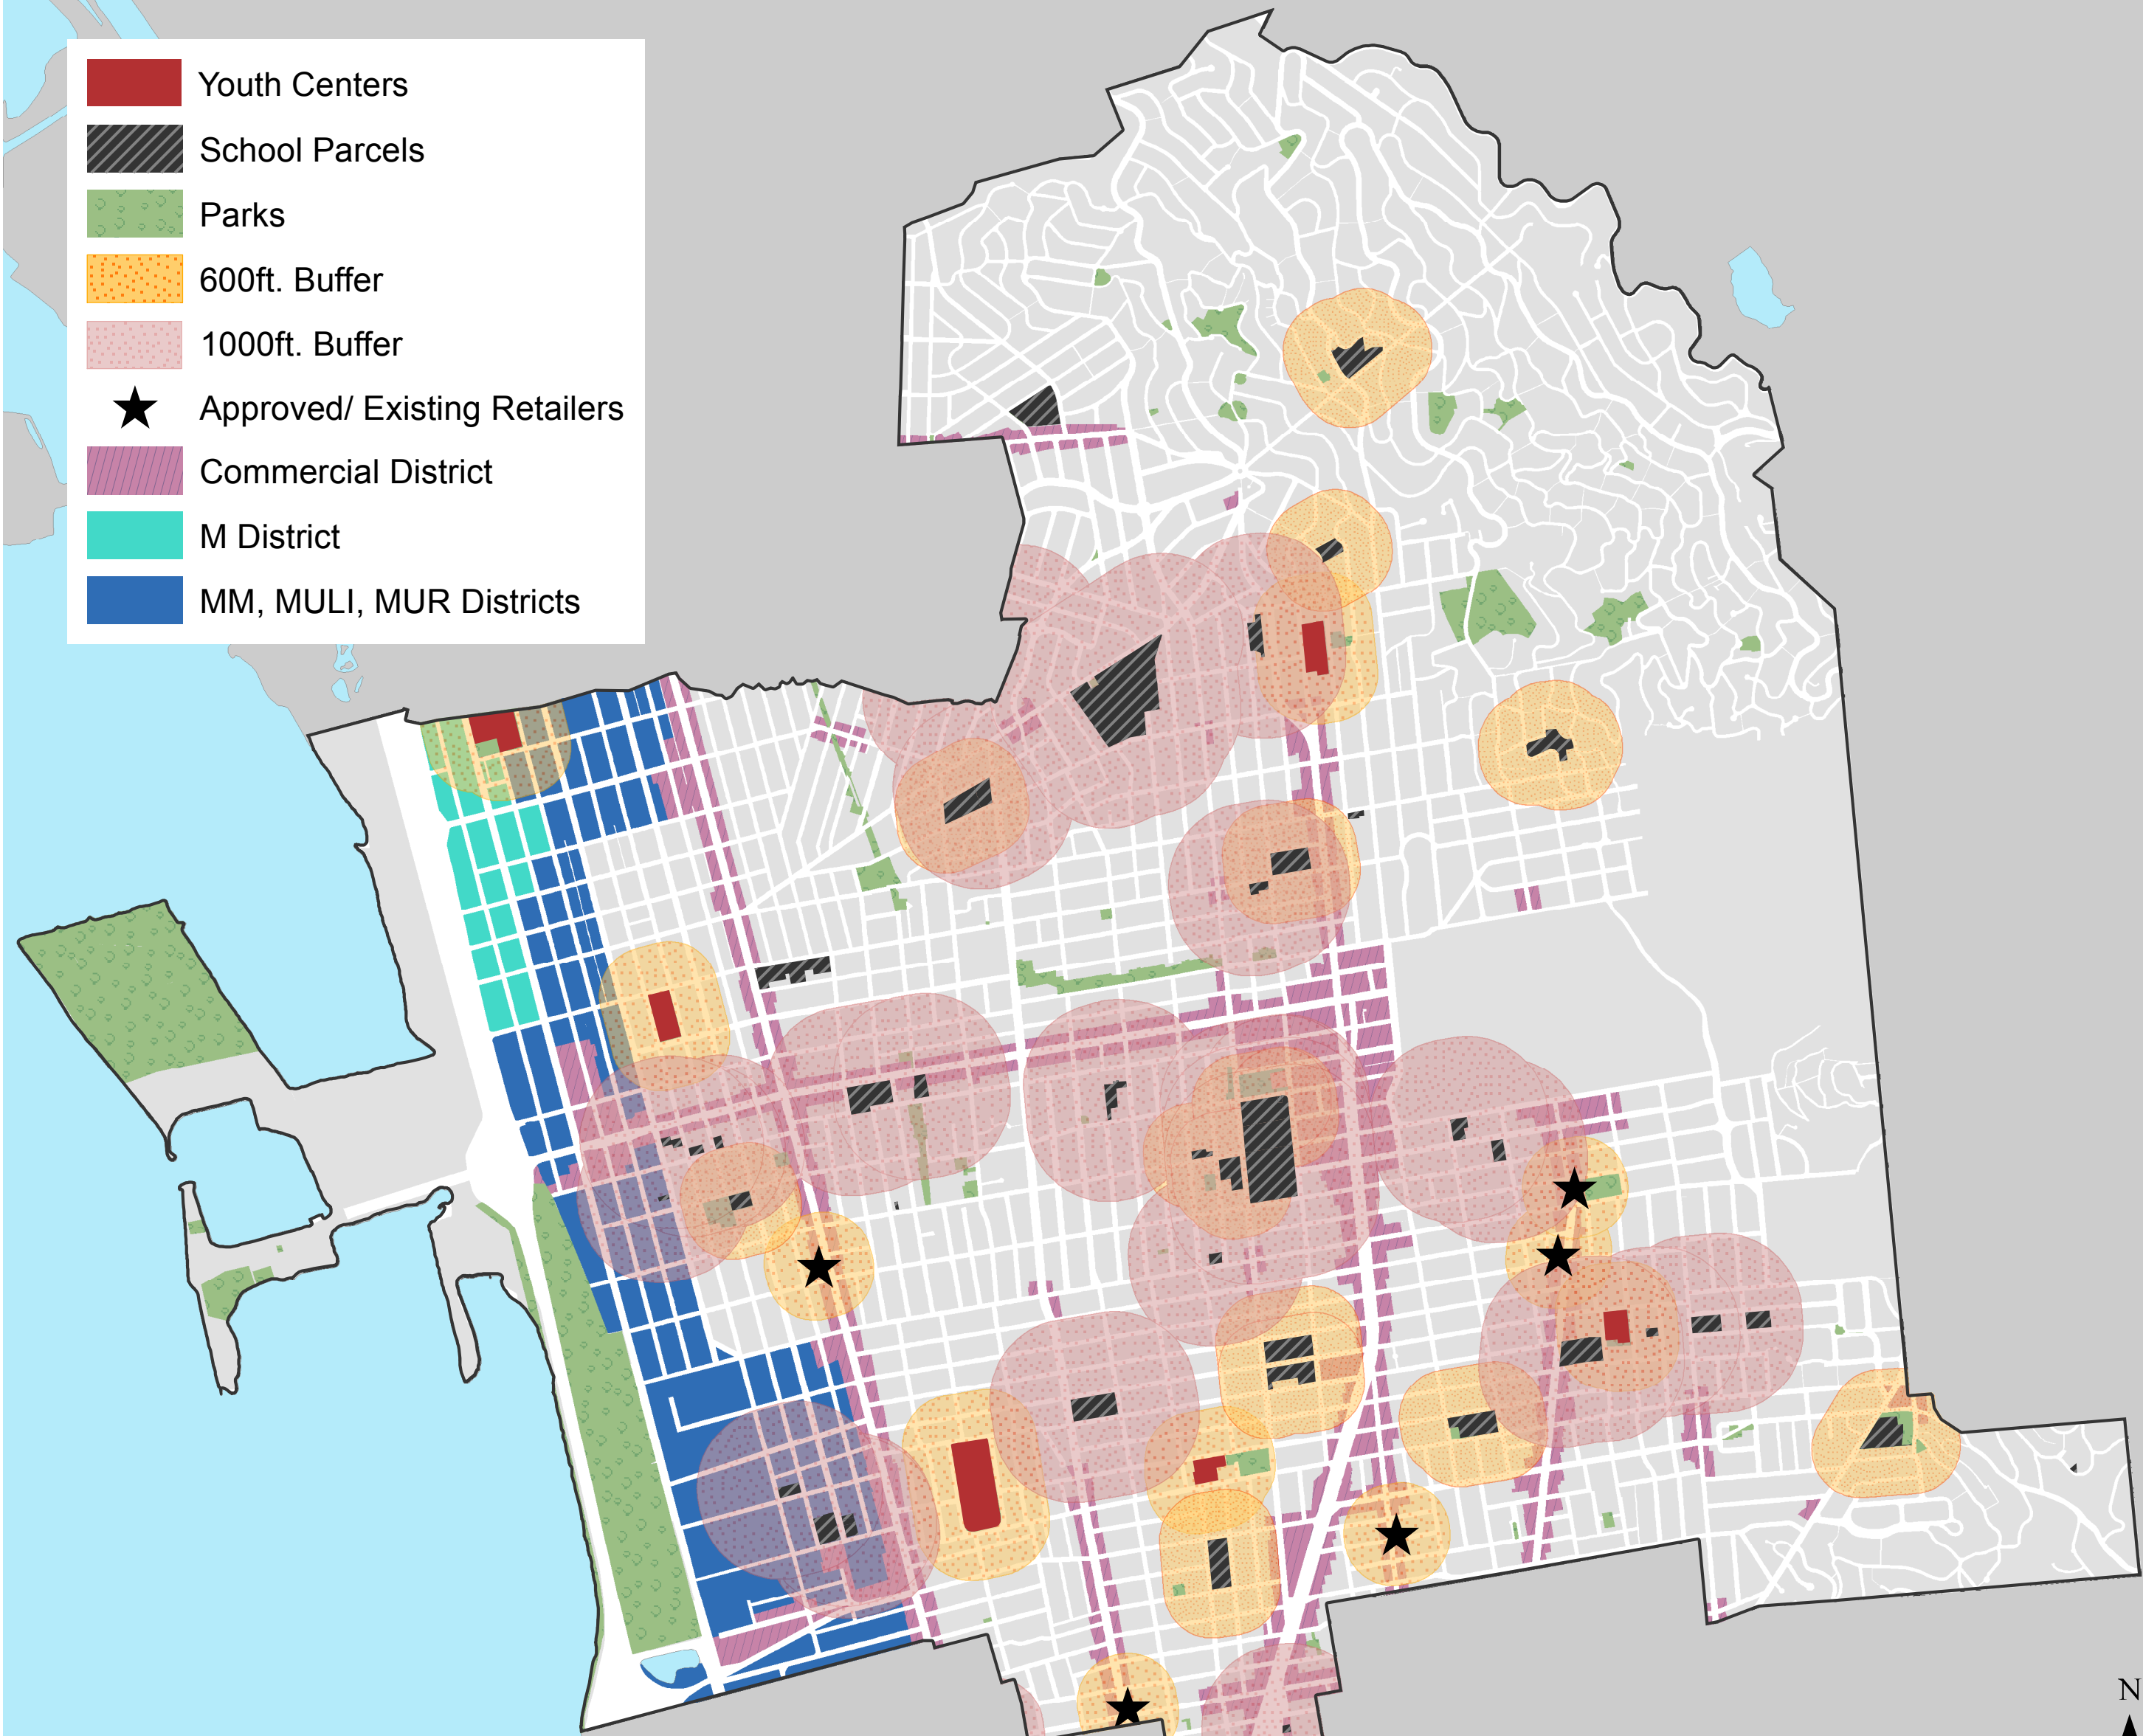 Youth Centers
School Parcels
Parks
600ft. Buffer
1000ft. Buffer
Approved/ Existing Retailers
Commercial District
M District
MM, MULI, MUR Districts
N